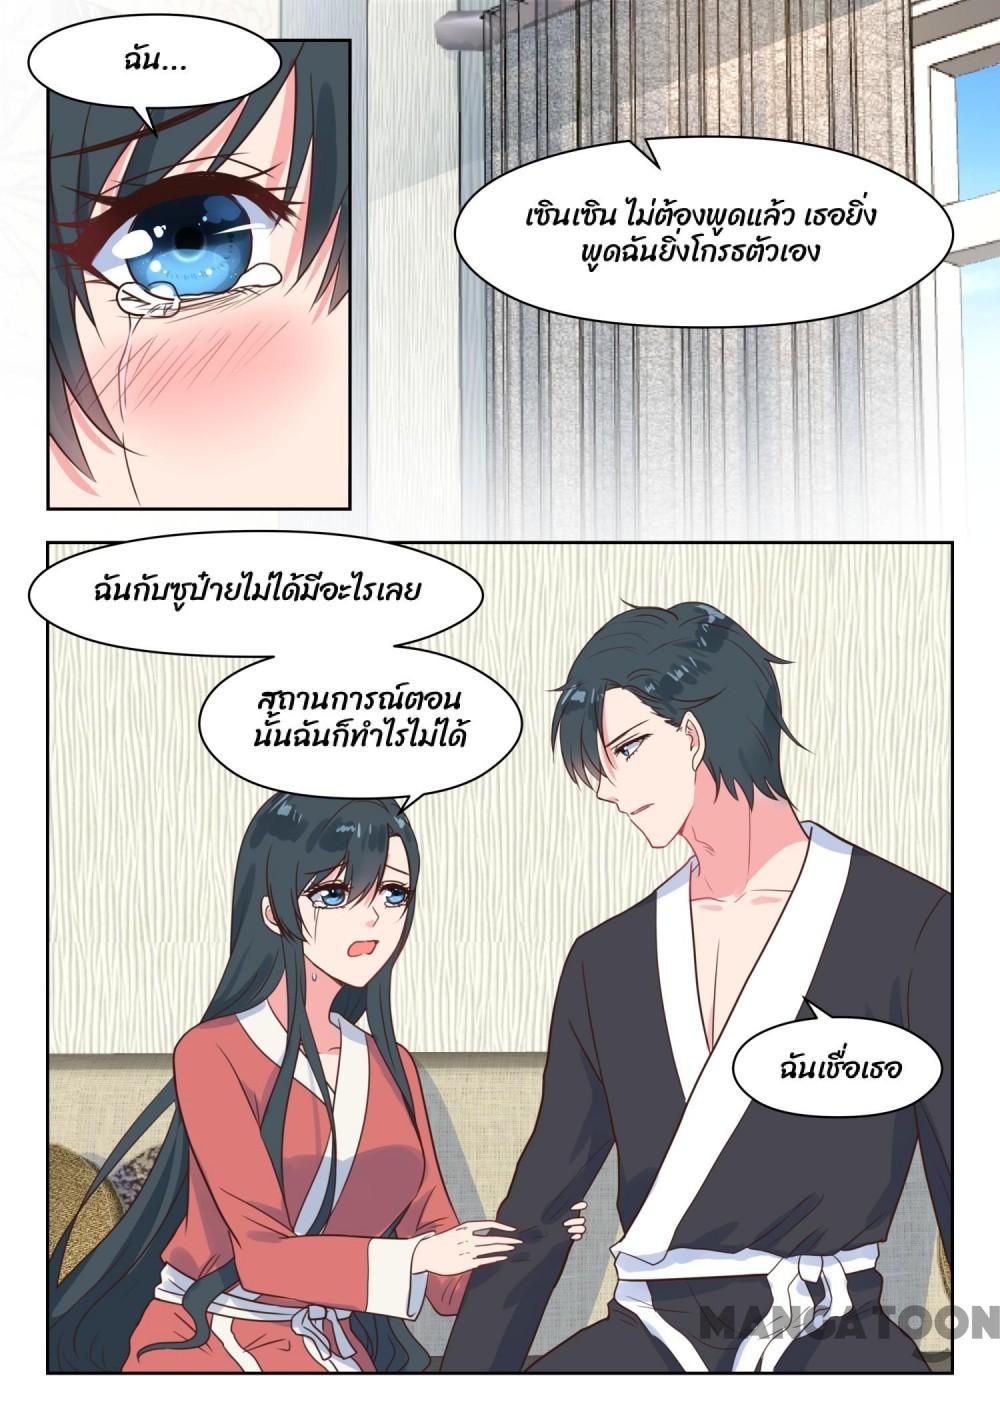 ฉัน...
เซินเซิน ไม่ต้องพูดแล้ว เธอยิ่ง
พูดฉันยิ่งโกรธตัวเอง
ฉันกับซูป๋ายไม่ได้มีอะไรเลย
สถานการณ์ตอน
นั้นฉันก็ทำไรไม่ได้
ฉันเชื่อเธอ
MANGATOON